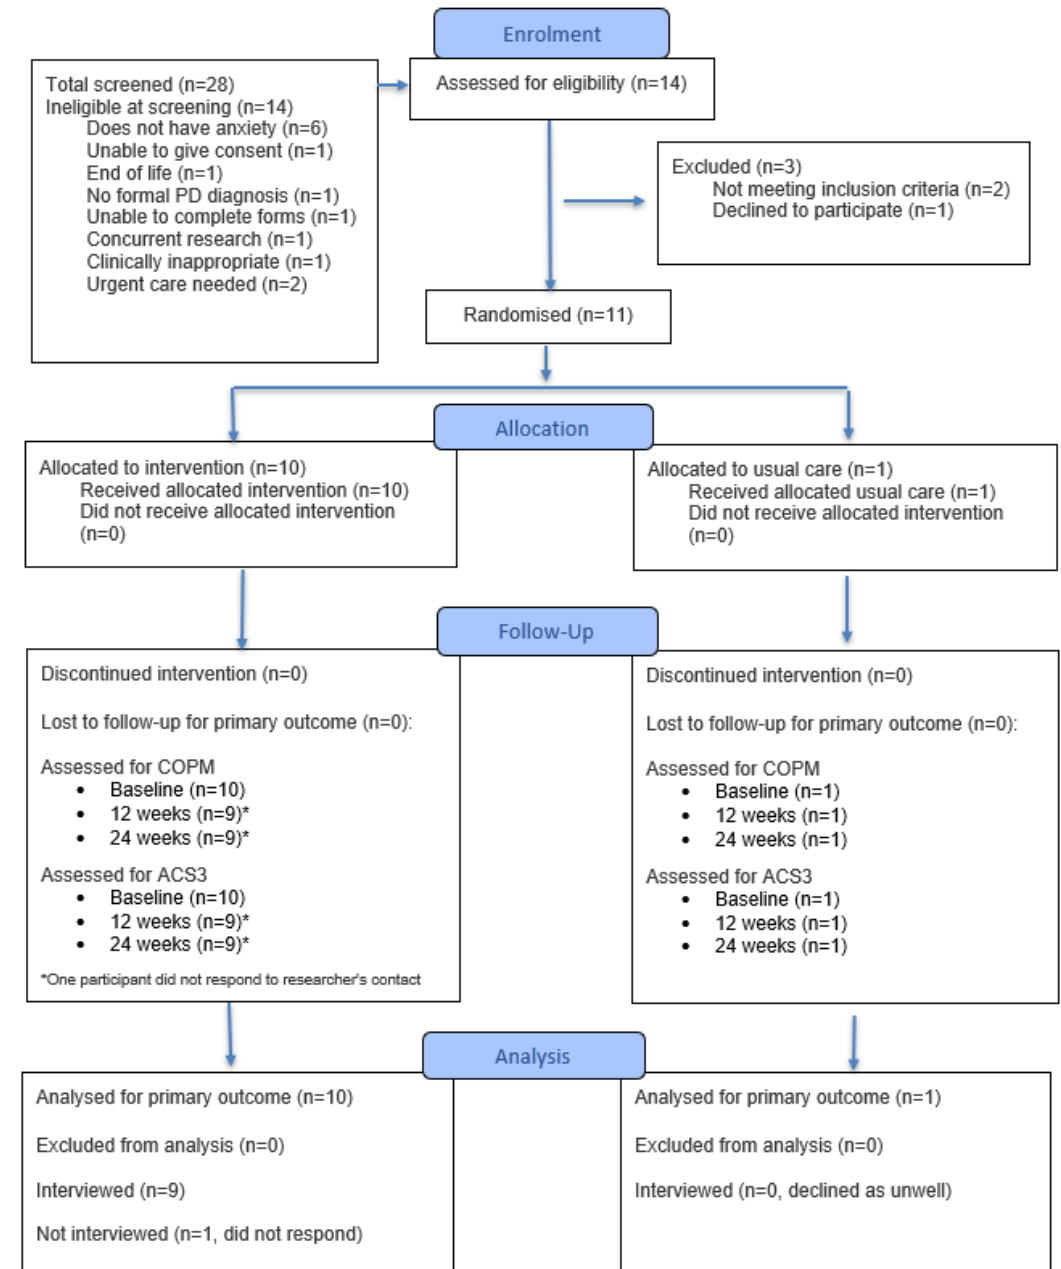 Enrolment
Total screened (n=28)
Ineligible at screening (n=14)
Does not have anxiety (n=6)
Unable to give consent (n=1)
End of life (n=1)
No formal PD diagnosis (n=1)
Unable to complete forms (n=1)
Concurrent research (n=1)
Clinically inappropriate (n=1)
Urgent care needed (n=2)
Assessed for eligibility (n=14)
Excluded (n=3)
Not meeting inclusion criteria (n=2)
Declined to participate (n=1)
Randomised (n=11)
Allocation
Allocated to intervention (n=10)
Received allocated intervention (n=10)
Did not receive allocated intervention
(n=0)
Allocated to usual care (n=1)
Received allocated usual care (n=1)
Did not receive allocated intervention
(n=0)
Follow-Up
Discontinued intervention (n=0)
Lost to follow-up for primary outcome (n=0):
Assessed for COPM
• Baseline (n=10)
• 12 weeks (n=9)*
• 24 weeks (n=9)*
Assessed for ACS3
• Baseline (n=10)
• 12 weeks (n=9)*
• 24 weeks (n=9)*
*One participant did not respond to researcher's contact
Discontinued intervention (n=0)
Lost to follow-up for primary outcome (n=0):
Assessed for COPM
• Baseline (n=1)
• 12 weeks (n=1)
• 24 weeks (n=1)
Assessed for ACS3
• Baseline (n=1)
• 12 weeks (n=1)
• 24 weeks (n=1)
Analysis
Analysed for primary outcome (n=10)
Excluded from analysis (n=0)
Interviewed (n=9)
Not interviewed (n=1, did not respond)
Analysed for primary outcome (n=1)
Excluded from analysis (n=0)
Interviewed (n=0, declined as unwell)